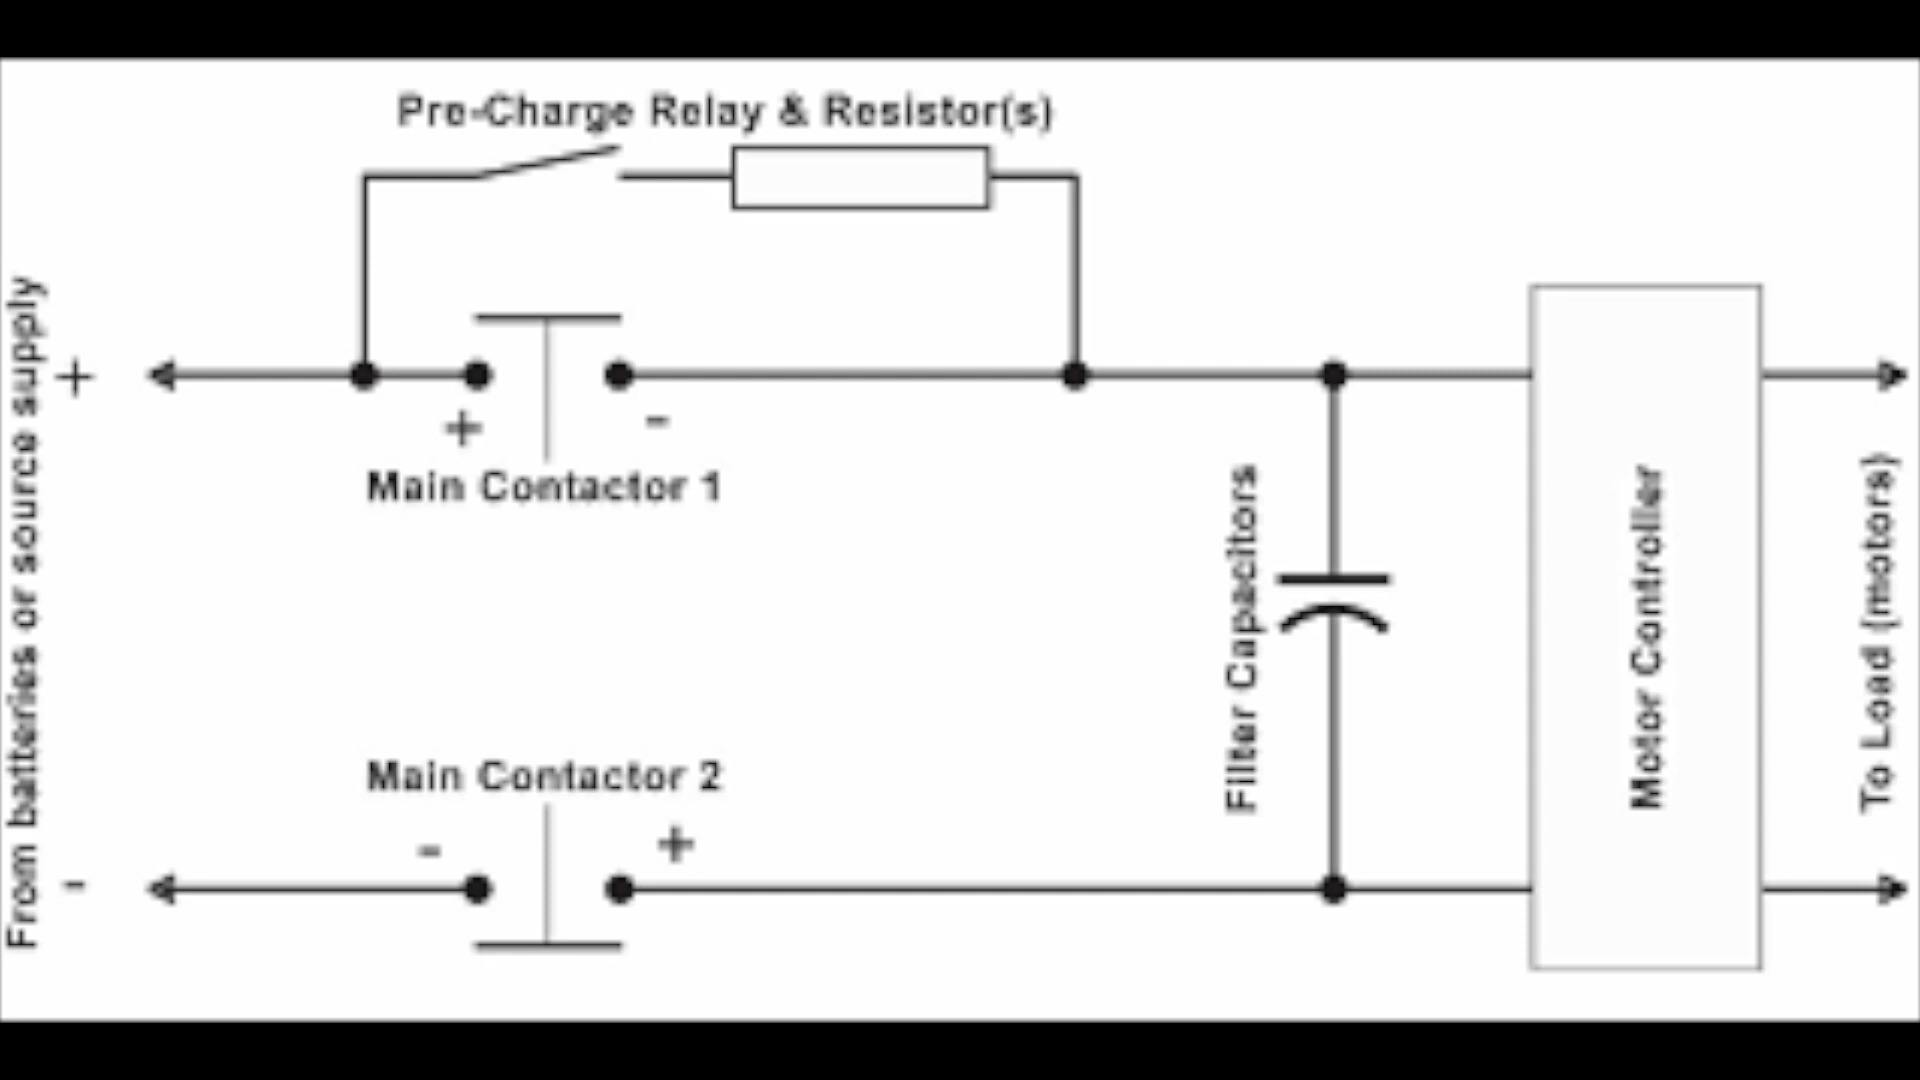 Pre-Charge Relay & Resistor(s)
From batteries or source supply
+
+
-
Main Contactor 1
Filter Capacitors
Motor Controller
To Load (motors)
Main Contactor 2
-
+
-